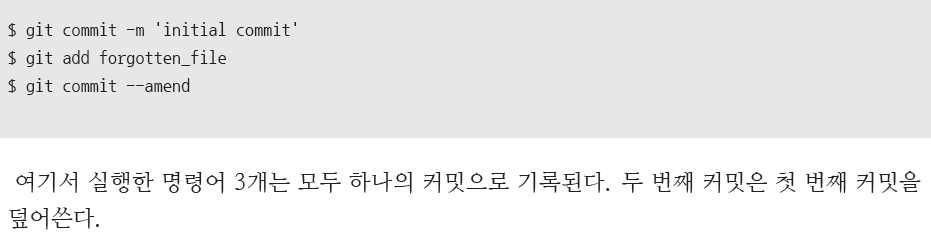 $ git commit -m 'initial commit'
$ git add forgotten_file
$ git commit --amend
여기서 실행한 명령어 3개는 모두 하나의 커밋으로 기록된다. 두 번째 커밋은 첫 번째 커밋을
덮어쓴다.